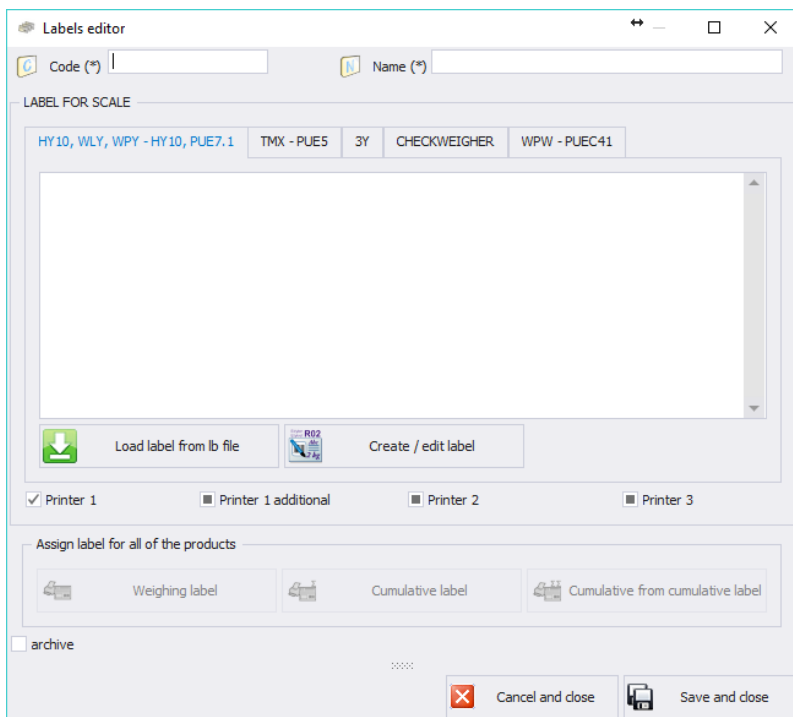 Labels editor
C Code (*) N Name (*)
LABEL FOR SCALE
HY10, WLY, WPY - HY10, PUE7.1 TMX - PUE5 3Y CHECKWEIGHER WPW - PUEC41
Load label from lb file R02 Create / edit label
Printer 1 Printer 1 additional Printer 2 Printer 3
Assign label for all of the products
Weighing label Cumulative label Cumulative from cumulative label
archive
Cancel and close Save and close